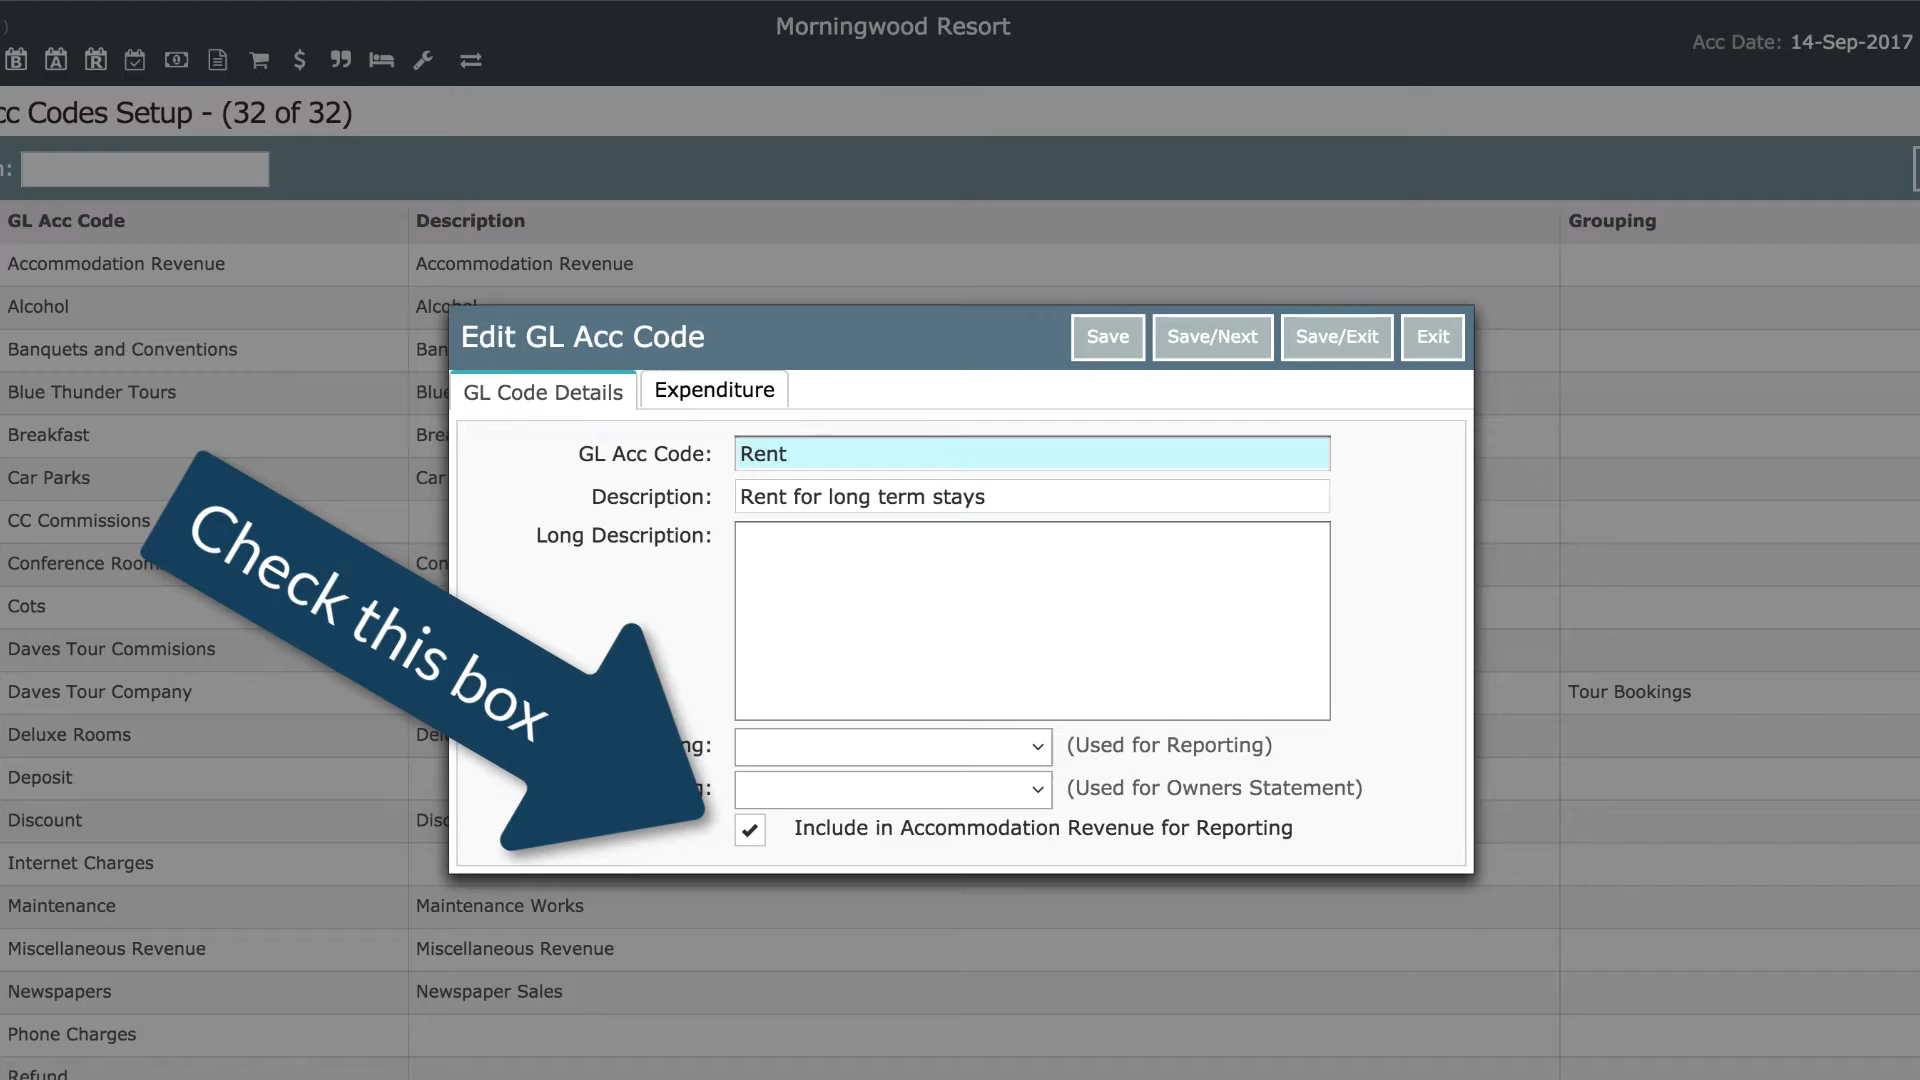 Morningwood Resort
Acc Date: 14-Sep-2017
Codes Setup - (32 of 32)
GL Acc Code Description Grouping
Accommodation Revenue Accommodation Revenue
Alcohol Alcohol
Banquets and Conventions
Blue Thunder Tours
Breakfast
Car Parks Car
CC Commissions
Conference
Cots
Daves Tour Commisions
Daves Tour Company Tour Bookings
Deluxe Rooms
Deposit
Discount
Internet Charges
Maintenance Maintenance Works
Miscellaneous Revenue Miscellaneous Revenue
Newspapers Newspaper Sales
Phone Charges
Refund
Edit GL Acc Code Save Save/Next Save/Exit Exit
GL Code Details Expenditure
GL Acc Code: Rent
Description: Rent for long term stays
Long Description:
(Used for Reporting)
(Used for Owners Statement)
Include in Accommodation Revenue for Reporting
Check this box